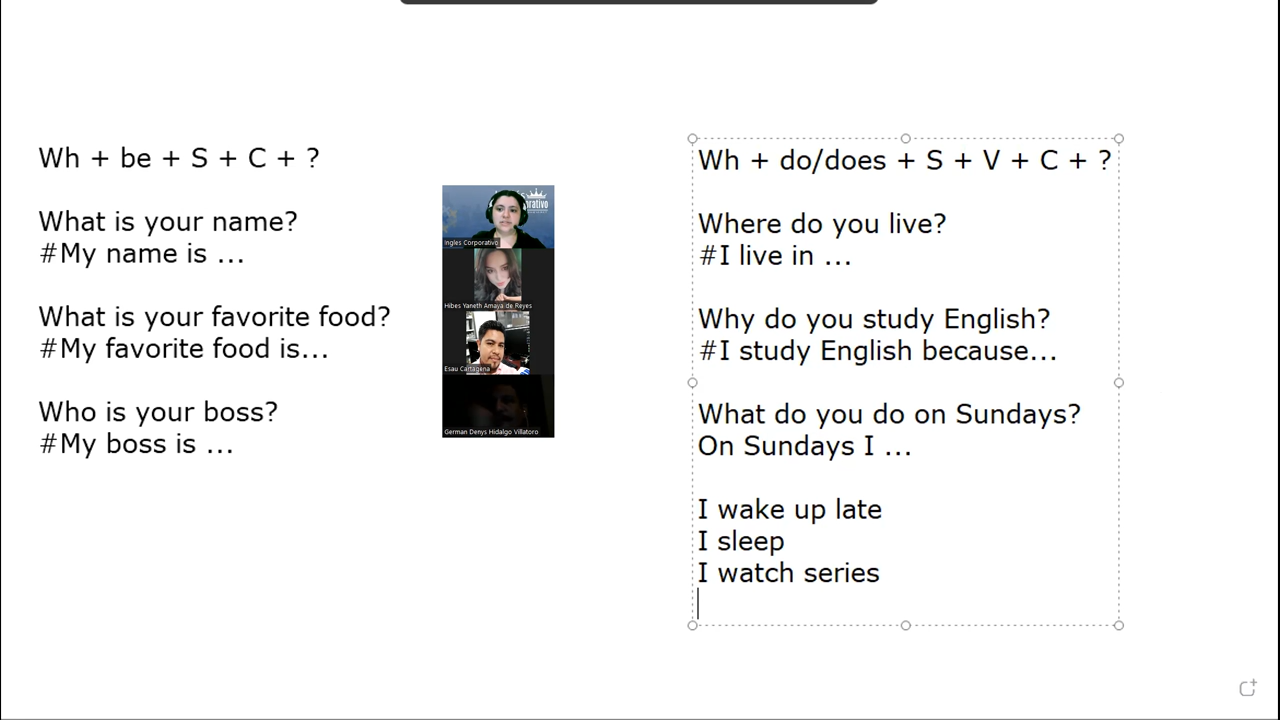 Wh + be + S + C + ?
What is your name?
#My name is ...
What is your favorite food?
#My favorite food is...
Who is your boss?
#My boss is ...
Ingles Corporativo
Hibes Yaneth Amaya de Reyes
Esau Cartagena
German Denys Hidalgo Villatoro
Wh + do/does + S + V + C + ?
Where do you live?
#I live in ...
Why do you study English?
#I study English because...
What do you do on Sundays?
On Sundays I ...
I wake up late
I sleep
I watch series